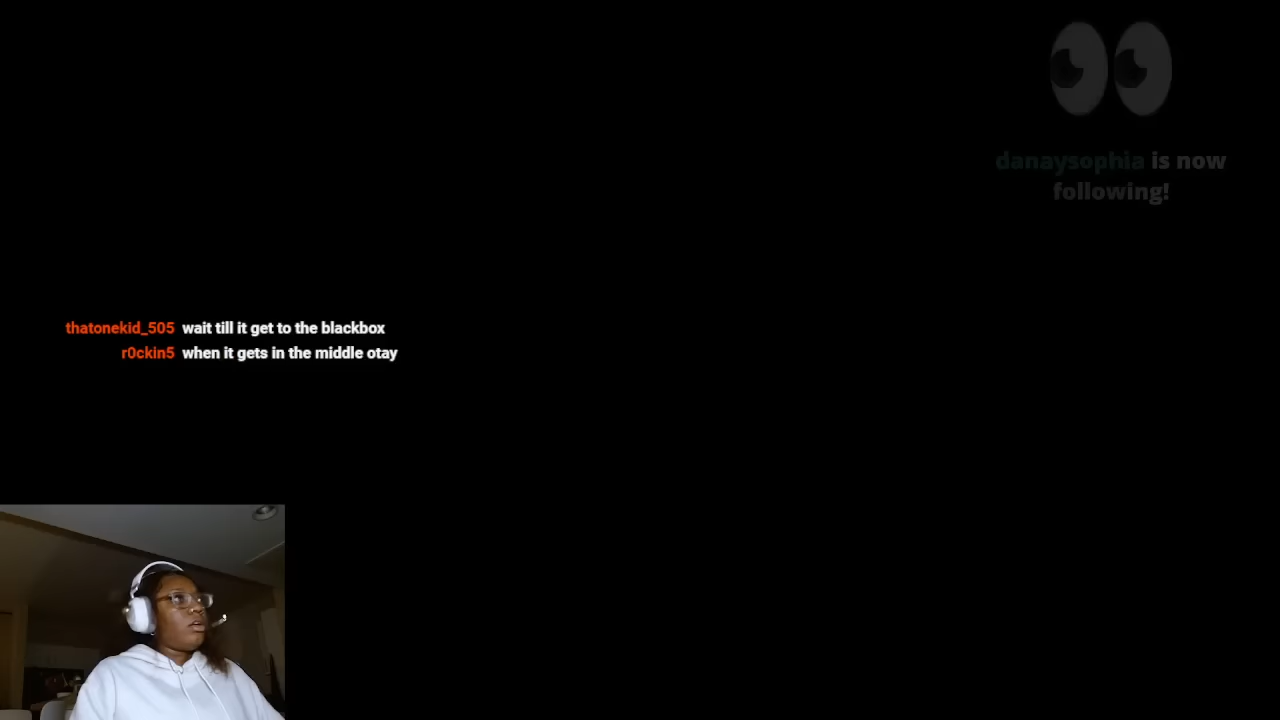 danaysophia is now
following!
thatonekid_505 wait till it get to the blackbox
r0ckin5 when it gets in the middle otay